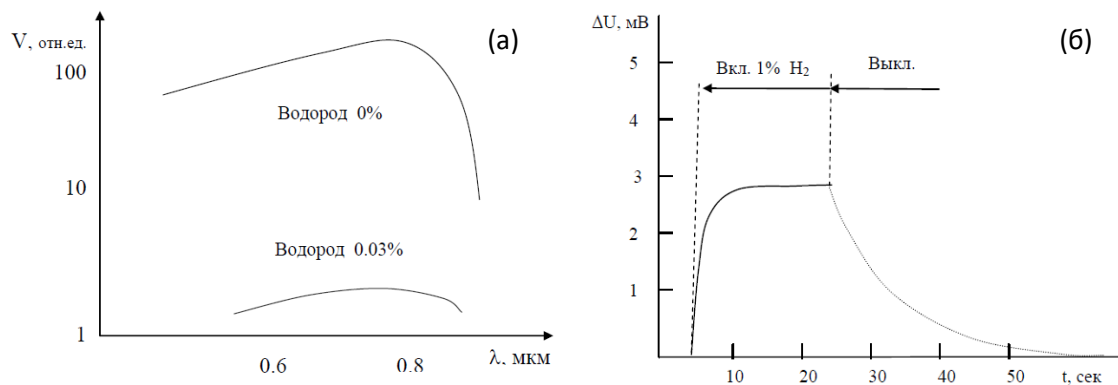 V, отн.ед.
(а)
100
Водород 0%
10
Водород 0.03%
1
0.6
0.8
λ, мкм
ΔU, мВ
(б)
5
Вкл. 1% H₂
Выкл.
4
3
2
1
10
20
30
40
50
t, сек